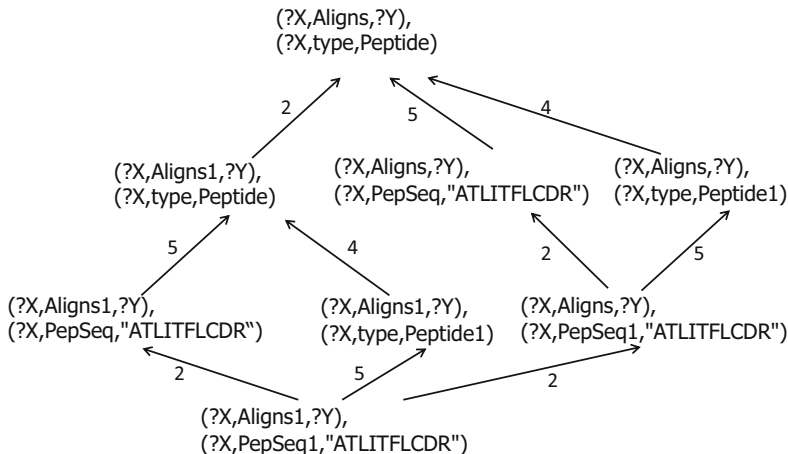 (?X,Aligns,?Y),
(?X,type,Peptide)
2
5
4
(?X,Aligns1,?Y),
(?X,type,Peptide)
(?X,Aligns,?Y),
(?X,PepSeq,"ATLITFLCDR")
(?X,Aligns,?Y),
(?X,type,Peptide1)
5
4
2
5
(?X,Aligns1,?Y),
(?X,PepSeq,"ATLITFLCDR“)
(?X,Aligns1,?Y),
(?X,type,Peptide1)
(?X,Aligns,?Y),
(?X,PepSeq1,"ATLITFLCDR")
2
5
2
(?X,Aligns1,?Y),
(?X,PepSeq1,"ATLITFLCDR")